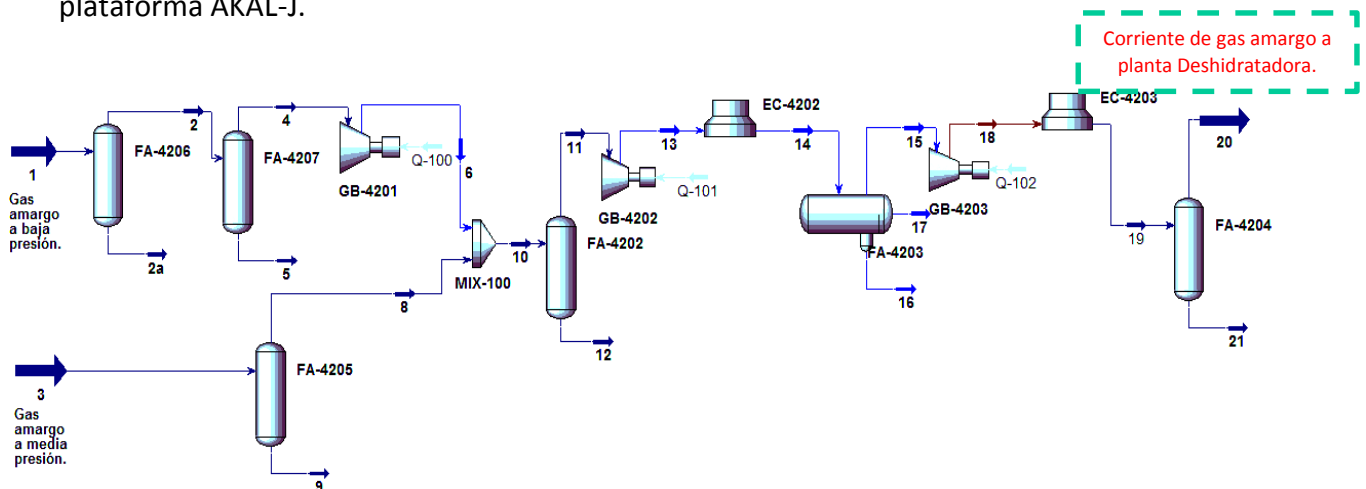 plataforma AKAL-J.
Corriente de gas amargo a
planta Deshidratadora.
EC-4202
EC-4203
2
4
11
13
14
15
18
20
FA-4206
FA-4207
GB-4201
Q-100
6
1
Gas
amargo
a baja
presión.
Q-101
GB-4202
Q-102
GB-4203
17
FA-4202
FA-4203
19
FA-4204
2a
5
10
MIX-100
8
16
12
21
FA-4205
3
Gas
amargo
a media
presión.
9